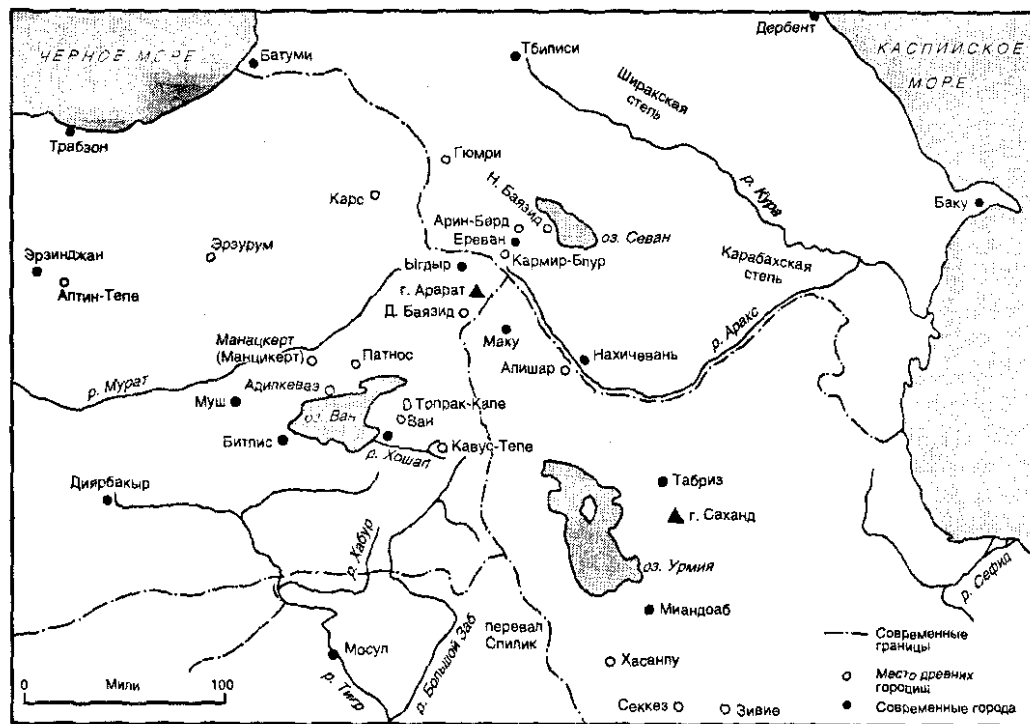 Дербент
ЧЕРНОЕ МОРЕ
Батуми
Тбилиси
КАСПИЙСКОЕ
МОРЕ
Ширакская
степь
Трабзон
Гюмри
р. Кура
Карс
Н. Баязид
Баку
Арин-Берд
Ереван
оз. Севан
Эрзурум
Кармир-Блур
Карабахская
степь
Эрзинджан
Ыгдыр
Алтин-Тепе
г. Арарат
Д. Баязид
р. Аракс
Манацкерт
(Манцикерт)
Патнос
Маку
Нахичевань
Алишар
р. Мурат
Адилкеваз
Муш
оз. Ван
Топрак-Кале
Ван
Битлис
р. Хошап
Кавус-Тепе
Диярбакыр
Табриз
г. Саханд
р. Хабур
оз. Урмия
р. Сефид
Миандоаб
перевал
Спилик
Мосул
р. Большой Заб
р. Тигр
Хасанлу
Секкез
Зивие
0 100
Мили
Современные
границы
Место древних
городищ
Современные города